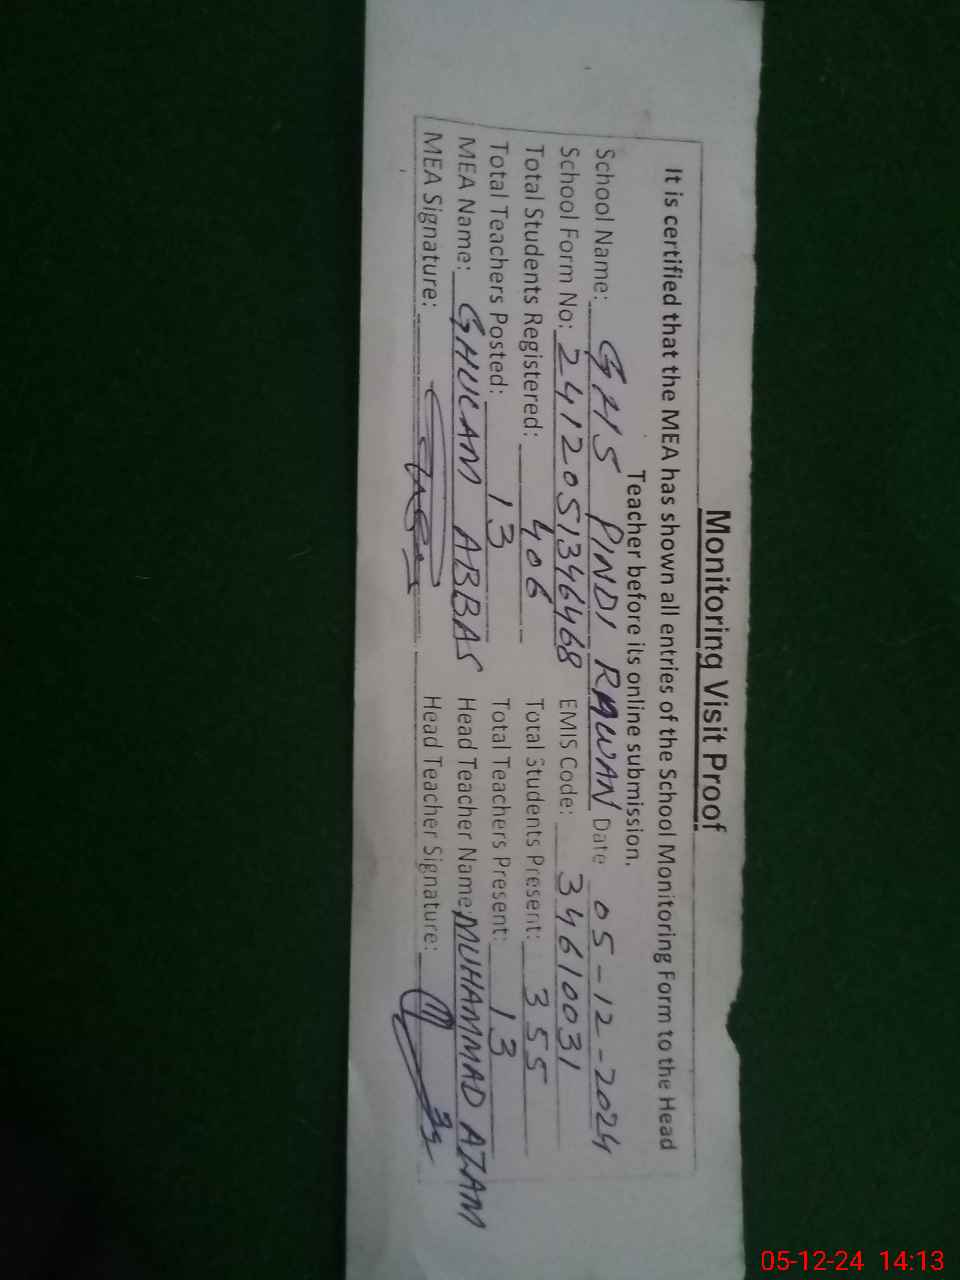 Monitoring Visit Proof
It is certified that the MEA has shown all entries of the School Monitoring Form to the Head
Teacher before its online submission.
School Name: GHS PINDI RAWAN Date 05-12-2024
School Form No: 241205134646 8 EMIS Code: 34610031
Total Students Registered: 406 Total Students Present: 355
Total Teachers Posted: 13 Total Teachers Present: 13
MEA Name: GHULAM ABBAS Head Teacher Name: MUHAMMAD AZAM
MEA Signature: Head Teacher Signature:
05-12-24 14:13